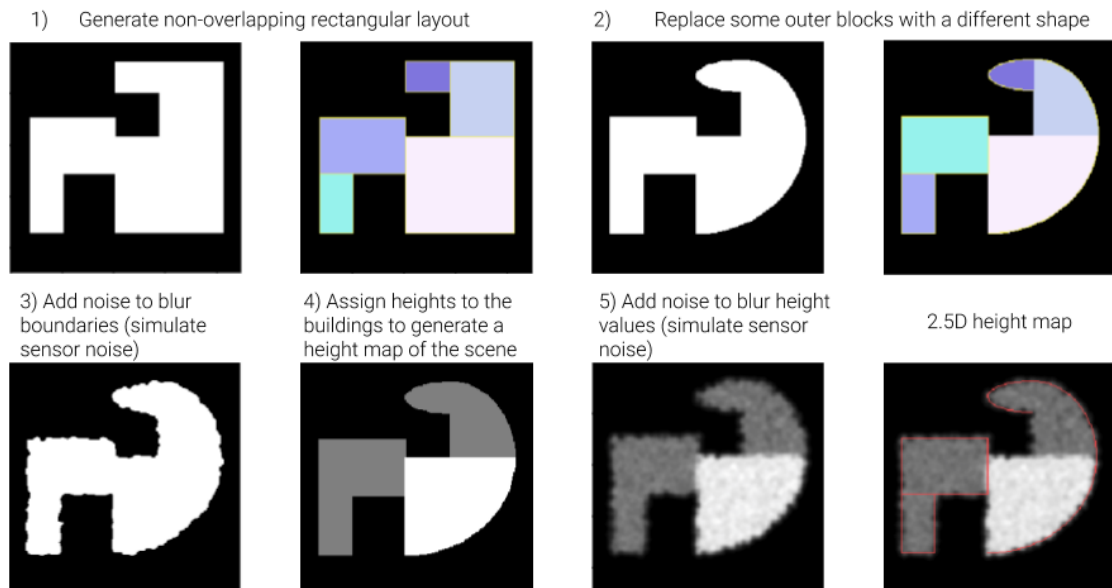 1) Generate non-overlapping rectangular layout
2) Replace some outer blocks with a different shape
3) Add noise to blur
boundaries (simulate
sensor noise)
4) Assign heights to the
buildings to generate a
height map of the scene
5) Add noise to blur height
values (simulate sensor
noise)
2.5D height map